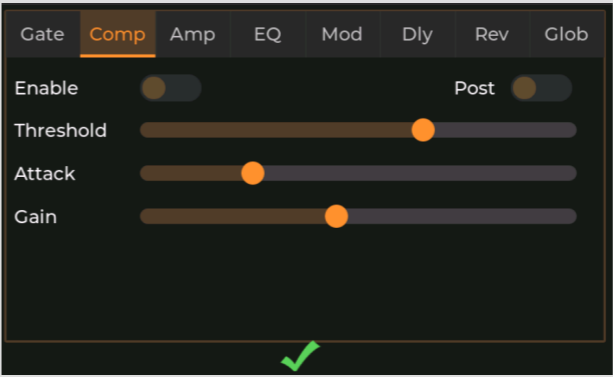 Gate Comp Amp EQ Mod Dly Rev Glob
Enable Post
Threshold
Attack
Gain